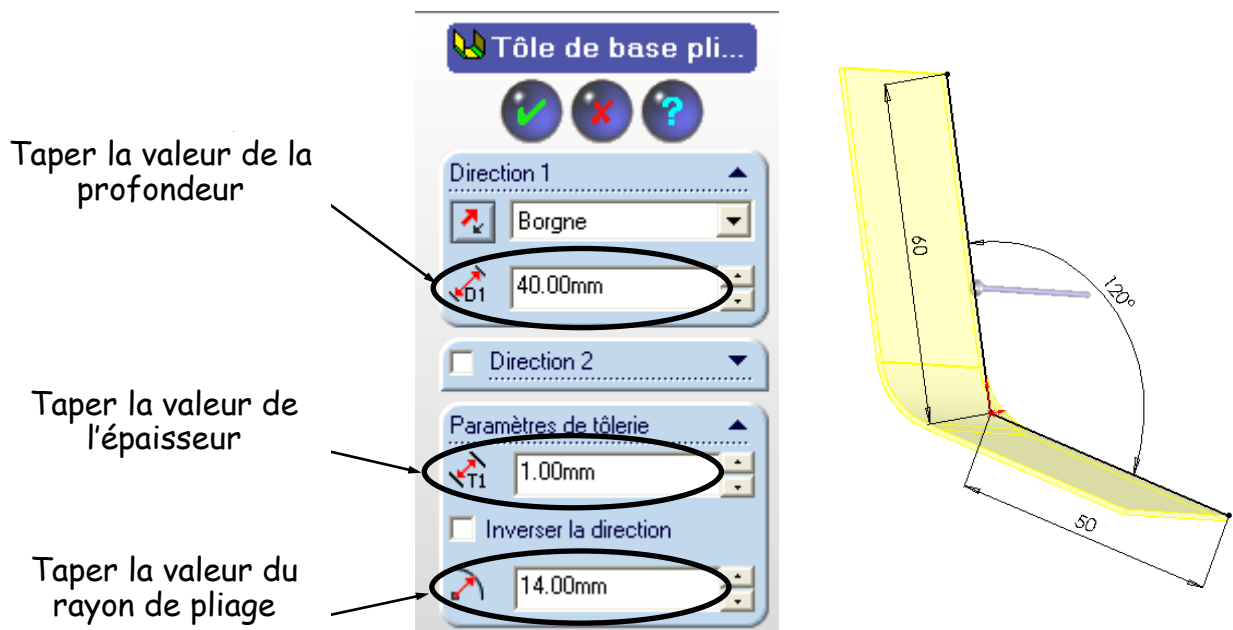 Tôle de base pli...
?
Taper la valeur de la
profondeur
Direction 1
Borgne
D1
40.00mm
Direction 2
Taper la valeur de
l'épaisseur
Paramètres de tôlerie
T1
1.00mm
Inverser la direction
Taper la valeur du
rayon de pliage
14.00mm
60
120°
50